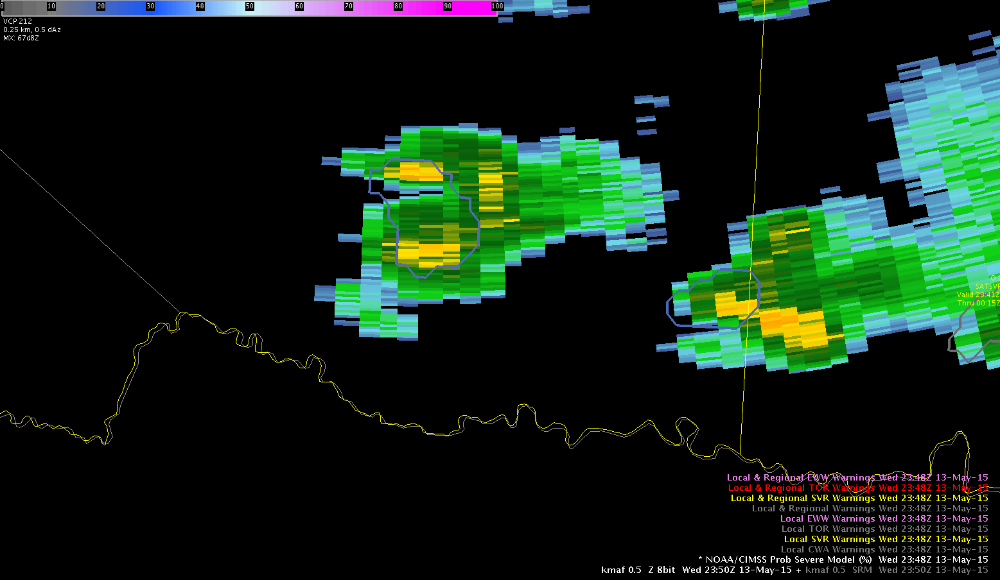 0 10 20 30 40 50 60 70 80 90 100
VCP 212
0.25 km, 0.5 dAz
MX: 67dBZ
SATSVR
Valid 23:41Z
Thru 00:15Z
Local & Regional EWW Warnings Wed 23:48Z 13-May-15
Local & Regional TOR Warnings Wed 23:48Z 13-May-15
Local & Regional SVR Warnings Wed 23:48Z 13-May-15
Local & Regional Warnings Wed 23:48Z 13-May-15
Local EWW Warnings Wed 23:48Z 13-May-15
Local TOR Warnings Wed 23:48Z 13-May-15
Local SVR Warnings Wed 23:48Z 13-May-15
Local CWA Warnings Wed 23:48Z 13-May-15
* NOAA/CIMSS Prob Severe Model (%) Wed 23:48Z 13-May-15
kmaf 0.5 Z 8bit Wed 23:50Z 13-May-15 + kmaf 0.5 SRM Wed 23:50Z 13-May-15